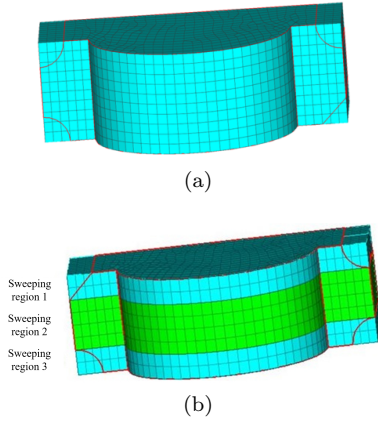 (a)
Sweeping
region 1
Sweeping
region 2
Sweeping
region 3
(b)